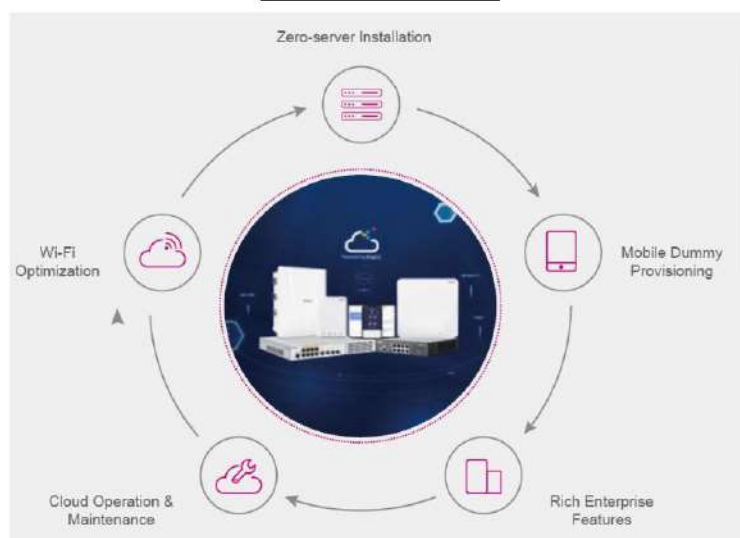 Zero-server Installation
Wi-Fi
Optimization
Mobile Dummy
Provisioning
Cloud Operation &
Maintenance
Rich Enterprise
Features